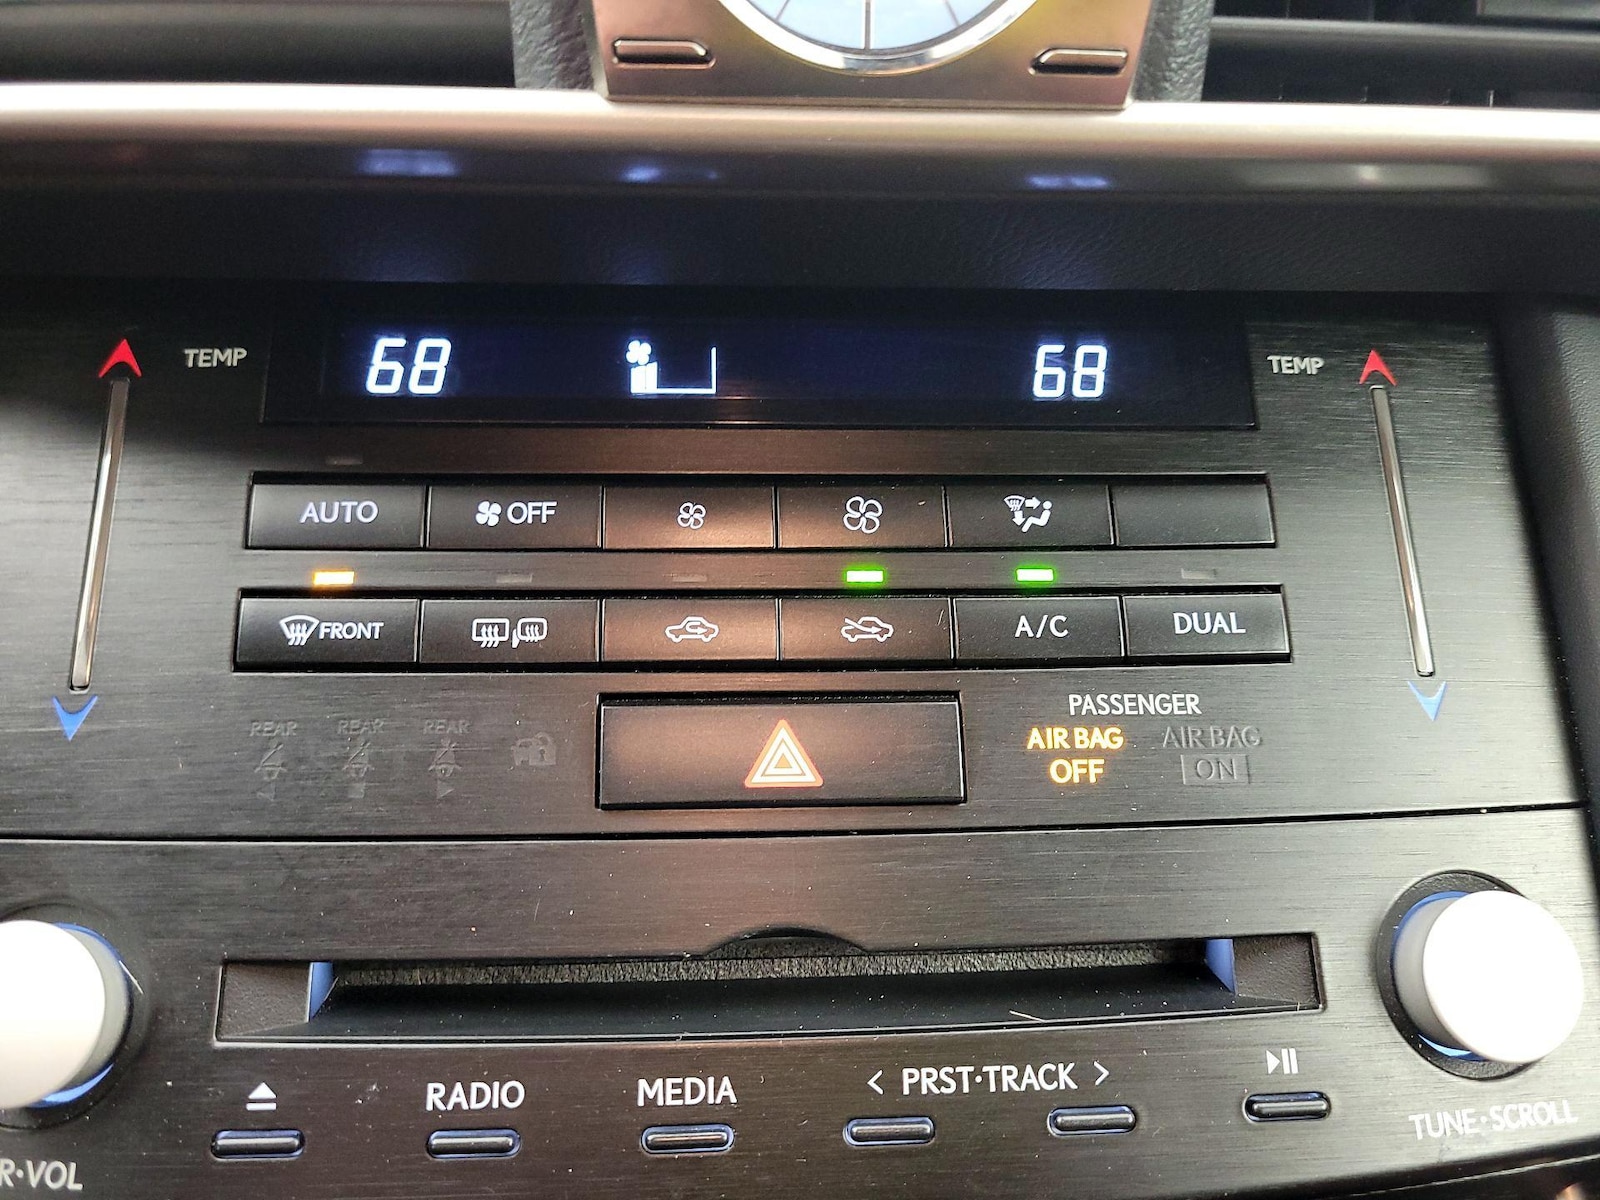 TEMP 68 68 TEMP
AUTO OFF
FRONT A/C DUAL
REAR REAR REAR
PASSENGER
AIR BAG AIR BAG
OFF ON
RADIO MEDIA < PRST·TRACK >
R·VOL TUNE·SCROLL